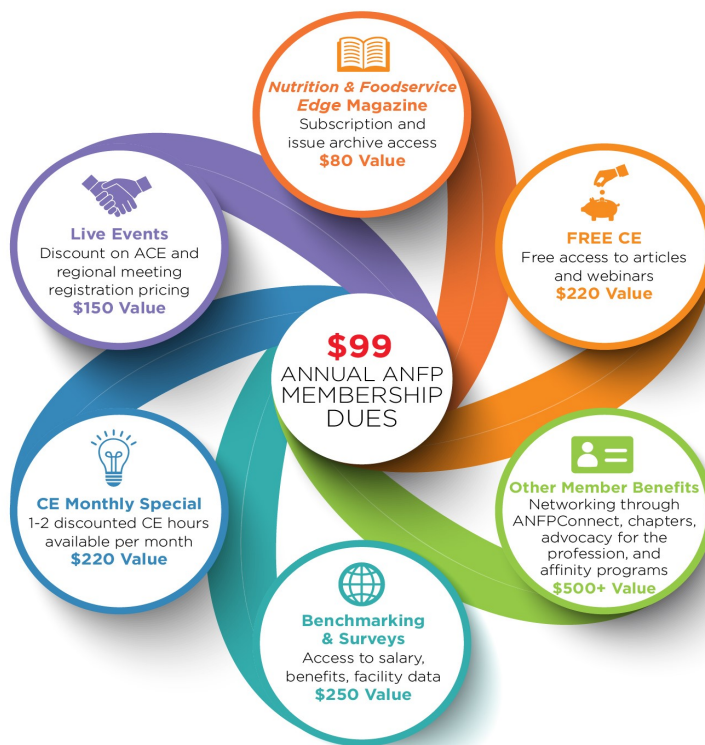 Nutrition & Foodservice
Edge Magazine
Subscription and
issue archive access
$80 Value
FREE CE
Free access to articles
and webinars
$220 Value
Other Member Benefits
Networking through
ANFPConnect, chapters,
advocacy for the
profession, and
affinity programs
$500+ Value
Benchmarking
& Surveys
Access to salary,
benefits, facility data
$250 Value
CE Monthly Special
1-2 discounted CE hours
available per month
$220 Value
Live Events
Discount on ACE and
regional meeting
registration pricing
$150 Value
$99
ANNUAL ANFP
MEMBERSHIP
DUES